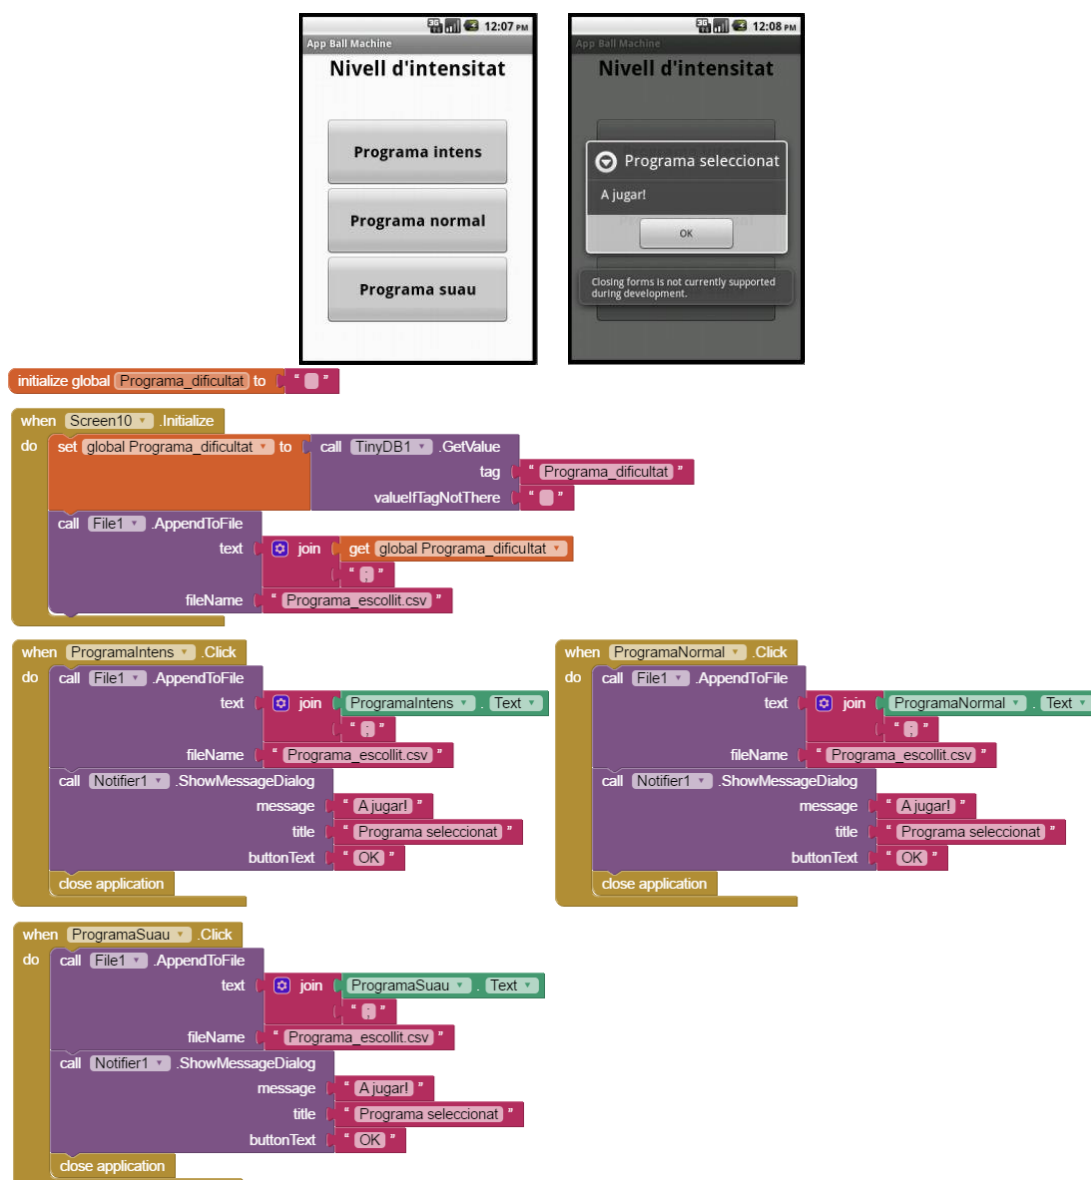 3G 12:07 PM
App Ball Machine
Nivell d'intensitat
Programa intens
Programa normal
Programa suau
3G 12:08 PM
App Ball Machine
Nivell d'intensitat
Programa seleccionat
A jugar!
OK
Closing forms is not currently supported
during development.
initialize global Programa_dificultat to " "
when Screen10 .Initialize
do set global Programa_dificultat to call TinyDB1 .GetValue
tag " Programa_dificultat "
valueIfTagNotThere " "
call File1 .AppendToFile
text join get global Programa_dificultat
" ; "
fileName " Programa_escollit.csv "
when ProgramaIntens .Click
do call File1 .AppendToFile
text join ProgramaIntens . Text
" ; "
fileName " Programa_escollit.csv "
call Notifier1 .ShowMessageDialog
message " A jugar! "
title " Programa seleccionat "
buttonText " OK "
close application
when ProgramaNormal .Click
do call File1 .AppendToFile
text join ProgramaNormal . Text
" ; "
fileName " Programa_escollit.csv "
call Notifier1 .ShowMessageDialog
message " A jugar! "
title " Programa seleccionat "
buttonText " OK "
close application
when ProgramaSuau .Click
do call File1 .AppendToFile
text join ProgramaSuau . Text
" ; "
fileName " Programa_escollit.csv "
call Notifier1 .ShowMessageDialog
message " A jugar! "
title " Programa seleccionat "
buttonText " OK "
close application